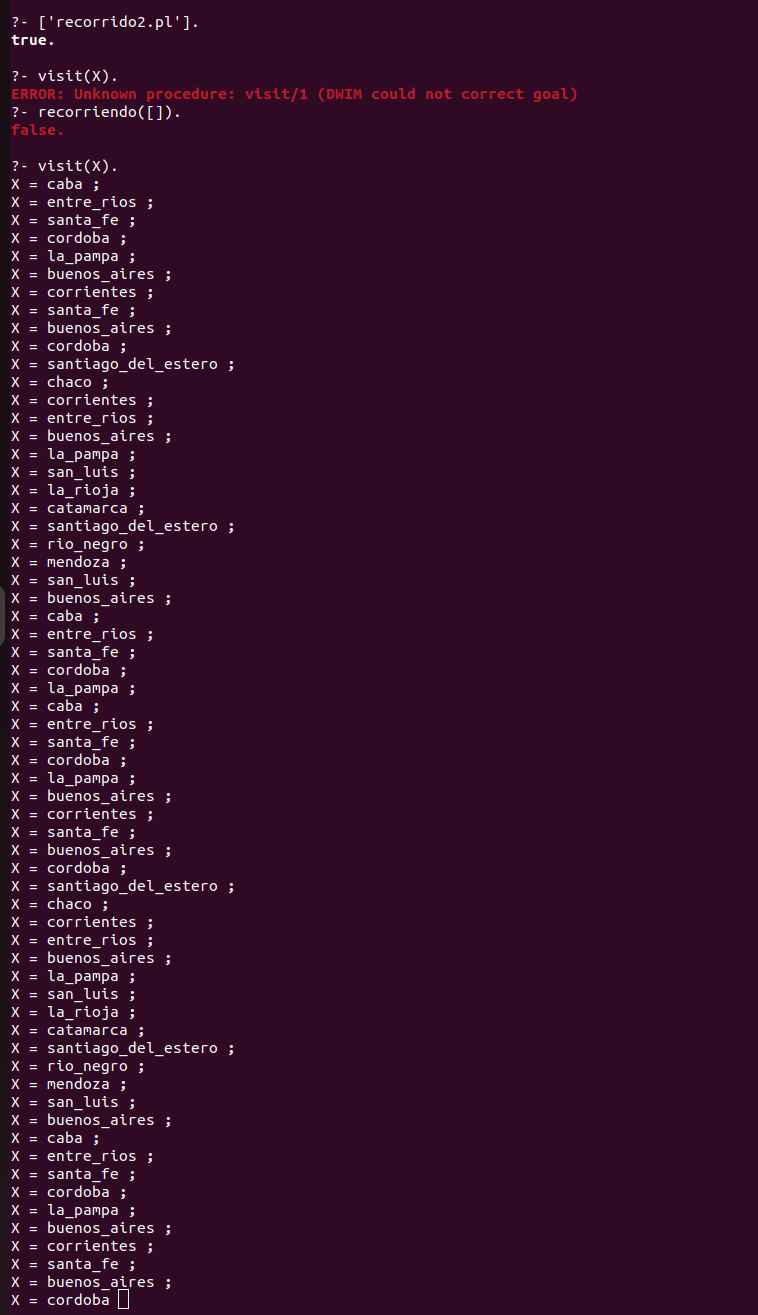 ?- ['recorrido2.pl'].
true.
?- visit(X).
ERROR: Unknown procedure: visit/1 (DWIM could not correct goal)
?- recorriendo([]).
false.
?- visit(X).
X = caba ;
X = entre_rios ;
X = santa_fe ;
X = cordoba ;
X = la_pampa ;
X = buenos_aires ;
X = corrientes ;
X = santa_fe ;
X = buenos_aires ;
X = cordoba ;
X = santiago_del_estero ;
X = chaco ;
X = corrientes ;
X = entre_rios ;
X = buenos_aires ;
X = la_pampa ;
X = san_luis ;
X = la_rioja ;
X = catamarca ;
X = santiago_del_estero ;
X = rio_negro ;
X = mendoza ;
X = san_luis ;
X = buenos_aires ;
X = caba ;
X = entre_rios ;
X = santa_fe ;
X = cordoba ;
X = la_pampa ;
X = caba ;
X = entre_rios ;
X = santa_fe ;
X = cordoba ;
X = la_pampa ;
X = buenos_aires ;
X = corrientes ;
X = santa_fe ;
X = buenos_aires ;
X = cordoba ;
X = santiago_del_estero ;
X = chaco ;
X = corrientes ;
X = entre_rios ;
X = buenos_aires ;
X = la_pampa ;
X = san_luis ;
X = la_rioja ;
X = catamarca ;
X = santiago_del_estero ;
X = rio_negro ;
X = mendoza ;
X = san_luis ;
X = buenos_aires ;
X = caba ;
X = entre_rios ;
X = santa_fe ;
X = cordoba ;
X = la_pampa ;
X = buenos_aires ;
X = corrientes ;
X = santa_fe ;
X = buenos_aires ;
X = cordoba